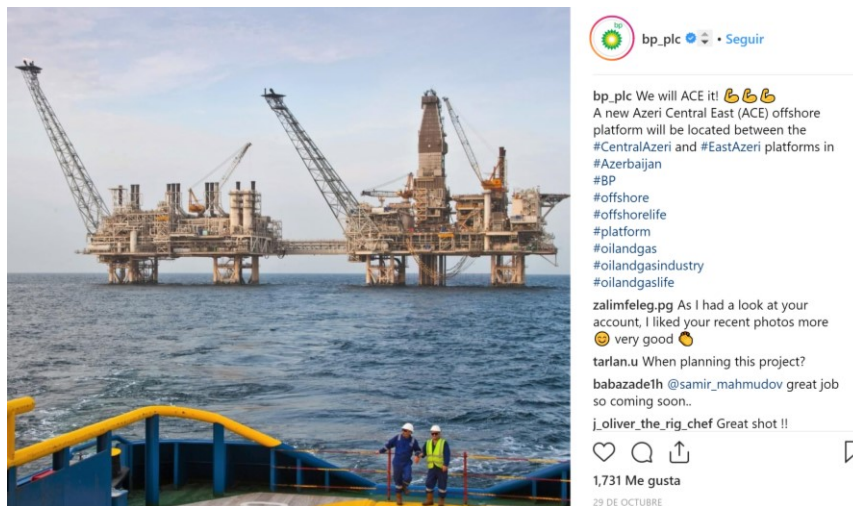 bp
bp_plc • Seguir
bp_plc We will ACE it! 💪💪💪
A new Azeri Central East (ACE) offshore
platform will be located between the
#CentralAzeri and #EastAzeri platforms in
#Azerbaijan
#BP
#offshore
#offshorelife
#platform
#oilandgas
#oilandgasindustry
#oilandgaslife
zalimfeleg.pg As I had a look at your
account, I liked your recent photos more
😊 very good 👏
tarlan.u When planning this project?
babazade1h @samir_mahmudov great job
so coming soon..
j_oliver_the_rig_chef Great shot !!
1,731 Me gusta
29 DE OCTUBRE